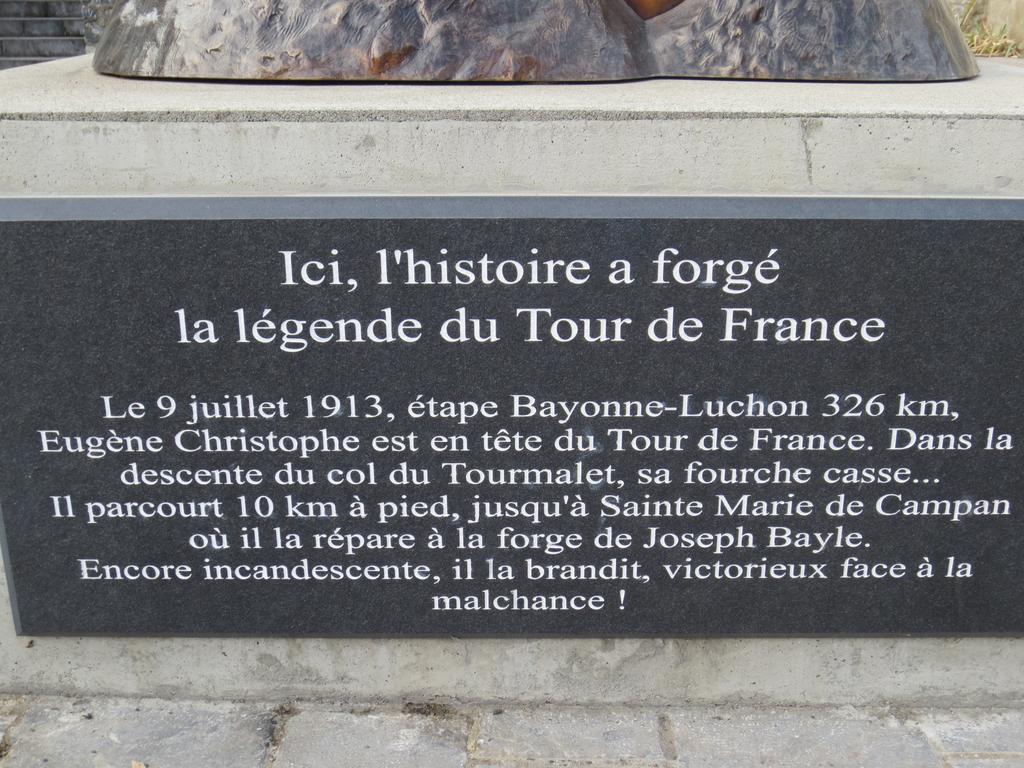 Ici, l'histoire a forgé
la légende du Tour de France
Le 9 juillet 1913, étape Bayonne-Luchon 326 km,
Eugène Christophe est en tête du Tour de France. Dans la
descente du col du Tourmalet, sa fourche casse...
Il parcourt 10 km à pied, jusqu'à Sainte Marie de Campan
où il la répare à la forge de Joseph Bayle.
Encore incandescente, il la brandit, victorieux face à la
malchance !